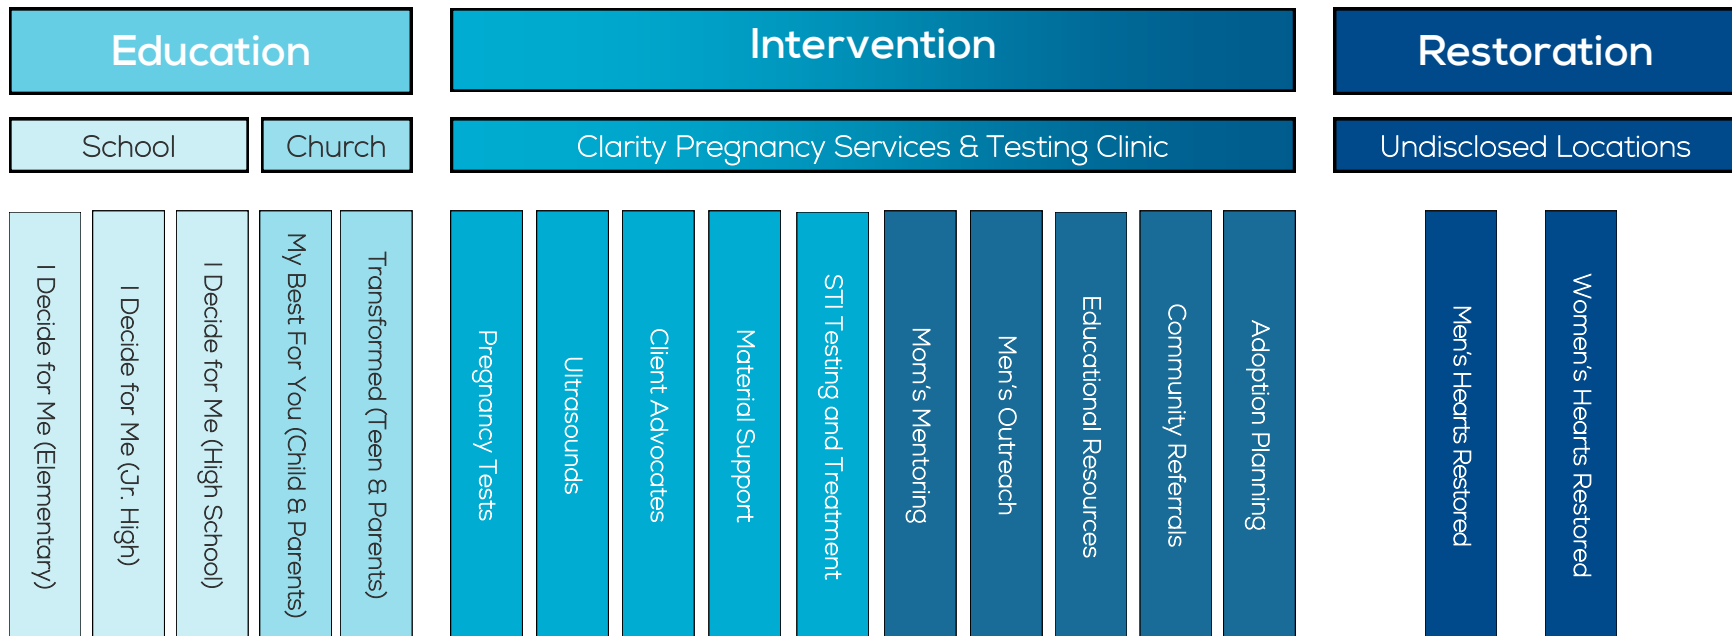 Education
Intervention
Restoration
School
Church
Clarity Pregnancy Services & Testing Clinic
Undisclosed Locations
I Decide for Me (Elementary)
I Decide for Me (Jr. High)
I Decide for Me (High School)
My Best For You (Child & Parents)
Transformed (Teen & Parents)
Pregnancy Tests
Ultrasounds
Client Advocates
Material Support
STI Testing and Treatment
Mom's Mentoring
Men's Outreach
Educational Resources
Community Referrals
Adoption Planning
Men's Hearts Restored
Women's Hearts Restored